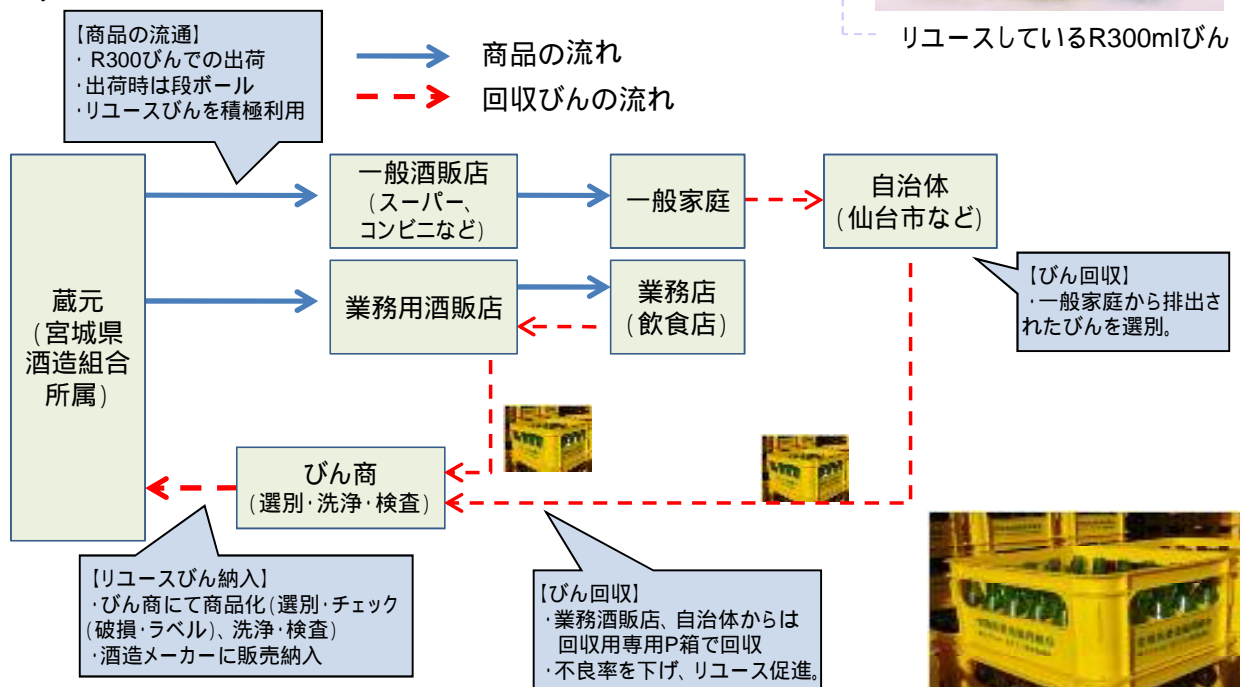 リユースしているR300mlびん
【商品の流通】
・R300びんでの出荷
・出荷時は段ボール
・リユースびんを積極利用
商品の流れ
回収びんの流れ
蔵元
(宮城県
酒造組合
所属)
一般酒販店
(スーパー、
コンビニなど)
一般家庭
自治体
(仙台市など)
業務用酒販店
業務店
(飲食店)
【びん回収】
・一般家庭から排出さ
れたびんを選別。
びん商
(選別・洗浄・検査)
【リユースびん納入】
・びん商にて商品化(選別・チェック
(破損・ラベル)、洗浄・検査)
・酒造メーカーに販売納入
【びん回収】
・業務酒販店、自治体からは
回収用専用P箱で回収
・不良率を下げ、リユース促進。